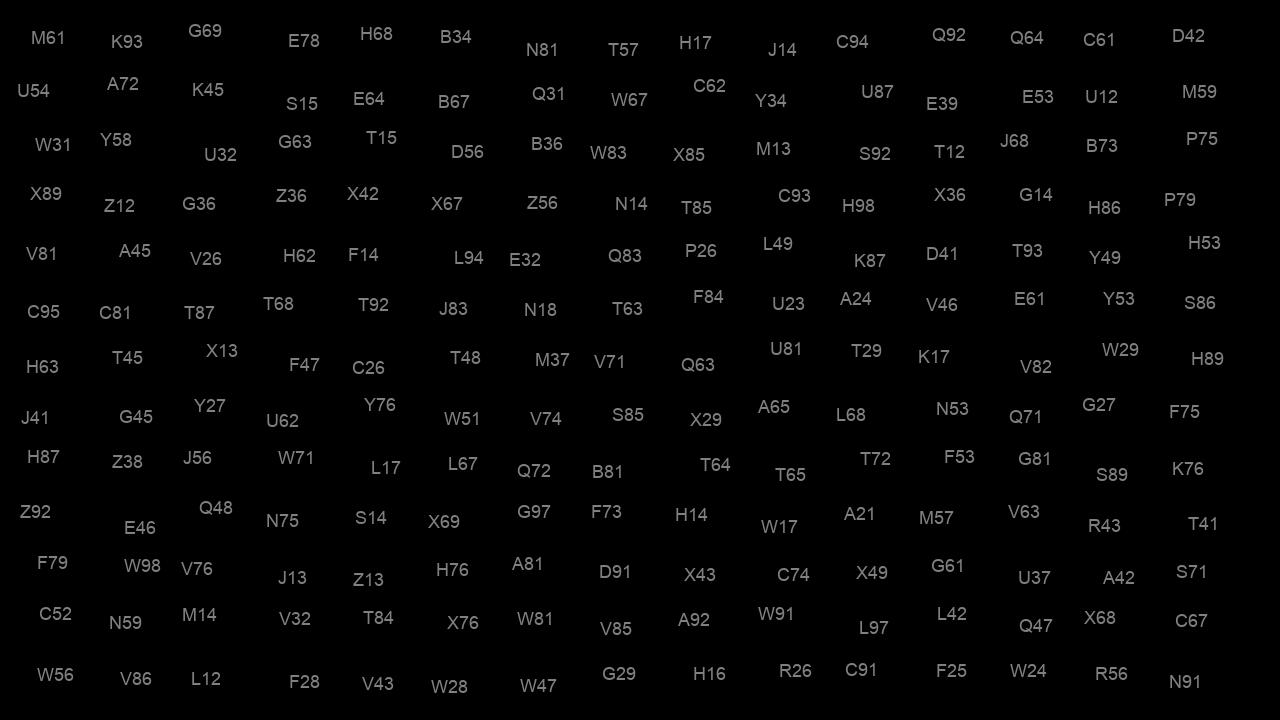 M61 K93 G69 E78 H68 B34 N81 T57 H17 J14 C94 Q92 Q64 C61 D42
U54 A72 K45 S15 E64 B67 Q31 W67 C62 Y34 U87 E39 E53 U12 M59
W31 Y58 U32 G63 T15 D56 B36 W83 X85 M13 S92 T12 J68 B73 P75
X89 Z12 G36 Z36 X42 X67 Z56 N14 T85 C93 H98 X36 G14 H86 P79
V81 A45 V26 H62 F14 L94 E32 Q83 P26 L49 K87 D41 T93 Y49 H53
C95 C81 T87 T68 T92 J83 N18 T63 F84 U23 A24 V46 E61 Y53 S86
H63 T45 X13 F47 C26 T48 M37 V71 Q63 U81 T29 K17 V82 W29 H89
J41 G45 Y27 U62 Y76 W51 V74 S85 X29 A65 L68 N53 Q71 G27 F75
H87 Z38 J56 W71 L17 L67 Q72 B81 T64 T65 T72 F53 G81 S89 K76
Z92 E46 Q48 N75 S14 X69 G97 F73 H14 W17 A21 M57 V63 R43 T41
F79 W98 V76 J13 Z13 H76 A81 D91 X43 C74 X49 G61 U37 A42 S71
C52 N59 M14 V32 T84 X76 W81 V85 A92 W91 L97 L42 Q47 X68 C67
W56 V86 L12 F28 V43 W28 W47 G29 H16 R26 C91 F25 W24 R56 N91